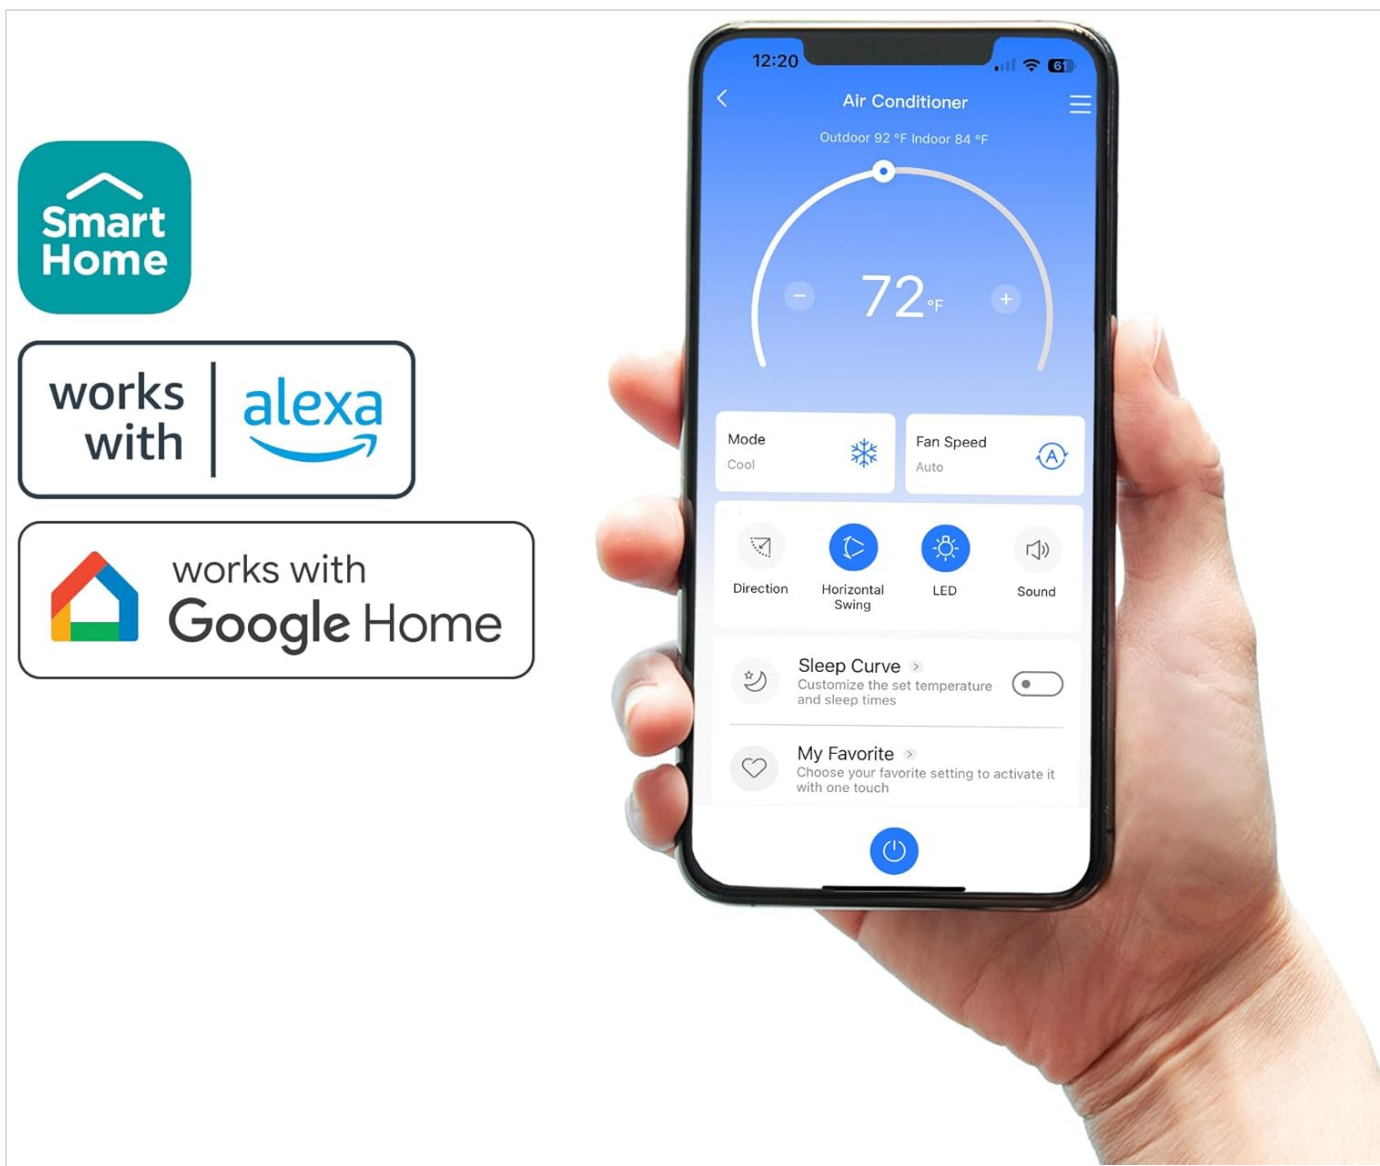 Smart
Home
works
with
alexa
works with
Google Home
12:20
61
Air Conditioner
Outdoor 92 °F Indoor 84 °F
72 °F
Mode
Cool
Fan Speed
Auto
A
Direction
Horizontal
Swing
LED
Sound
Sleep Curve
Customize the set temperature
and sleep times
My Favorite
Choose your favorite setting to activate it
with one touch